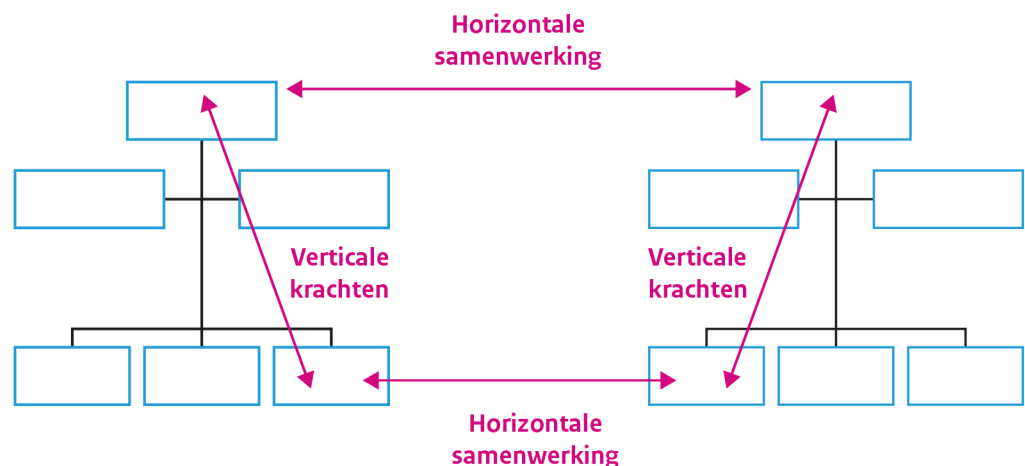 Horizontale
samenwerking
Verticale
krachten
Verticale
krachten
Horizontale
samenwerking